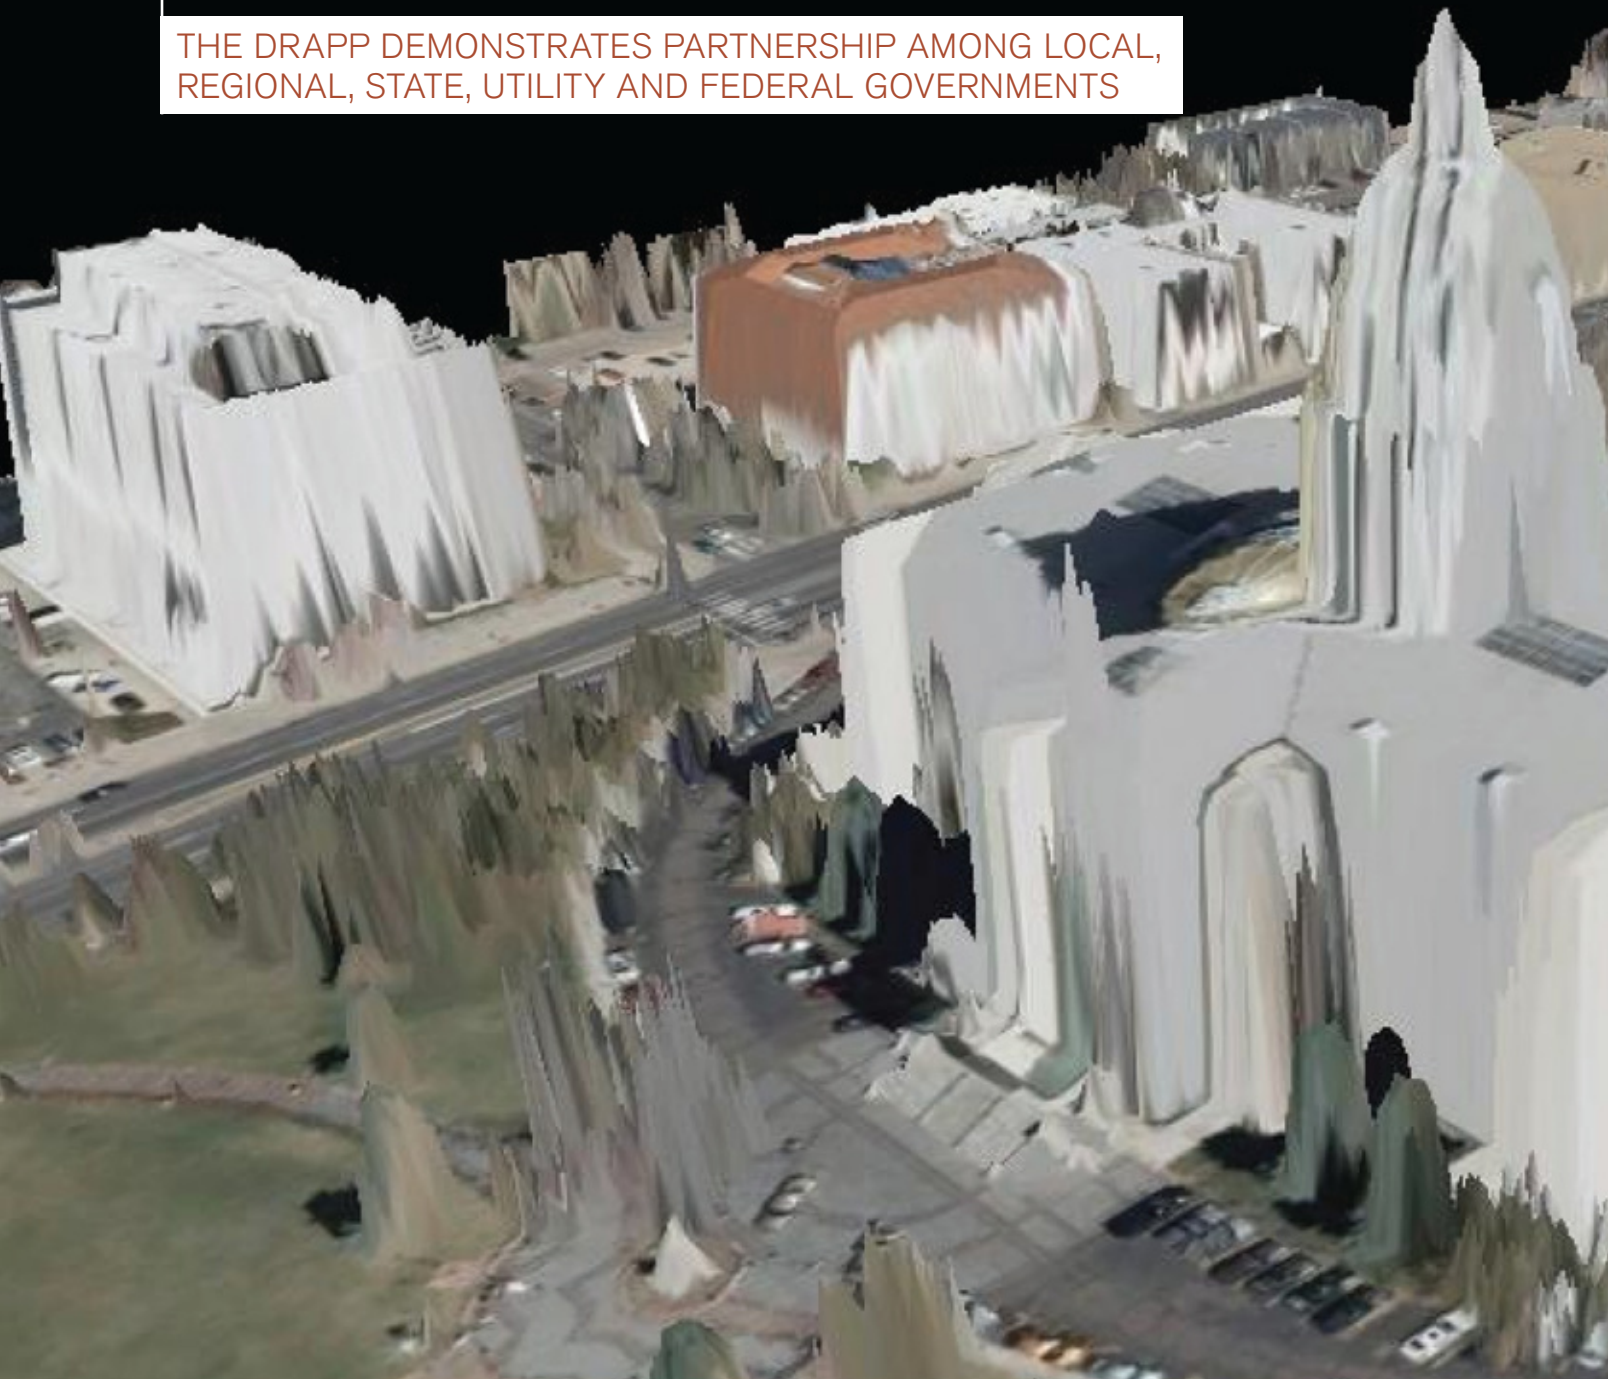 THE DRAPP DEMONSTRATES PARTNERSHIP AMONG LOCAL,
REGIONAL, STATE, UTILITY AND FEDERAL GOVERNMENTS